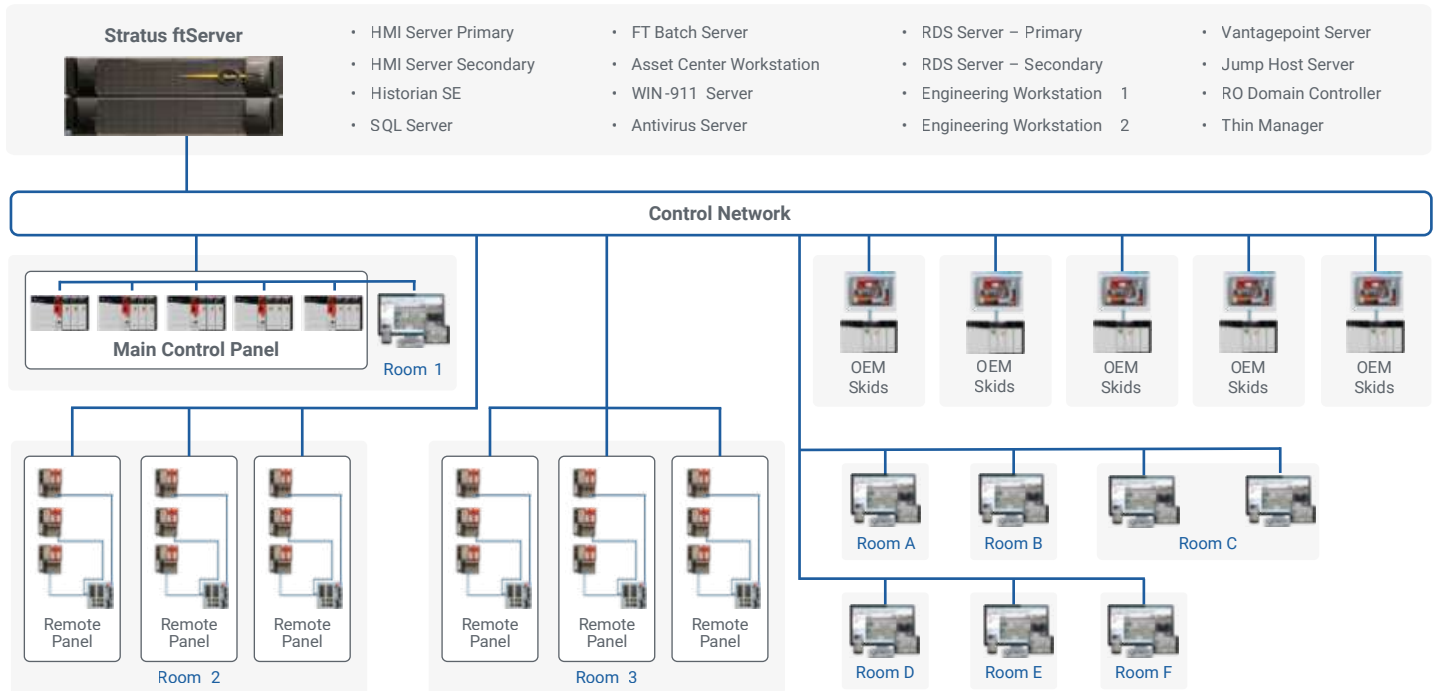 Stratus ftServer
• HMI Server Primary
• HMI Server Secondary
• Historian SE
• SQL Server
• FT Batch Server
• Asset Center Workstation
• WIN-911 Server
• Antivirus Server
• RDS Server – Primary
• RDS Server – Secondary
• Engineering Workstation 1
• Engineering Workstation 2
• Vantagepoint Server
• Jump Host Server
• RO Domain Controller
• Thin Manager
Control Network
Main Control Panel
Room 1
OEM
Skids
OEM
Skids
OEM
Skids
OEM
Skids
OEM
Skids
Remote
Panel
Remote
Panel
Remote
Panel
Room 2
Remote
Panel
Remote
Panel
Remote
Panel
Room 3
Room A
Room B
Room C
Room D
Room E
Room F